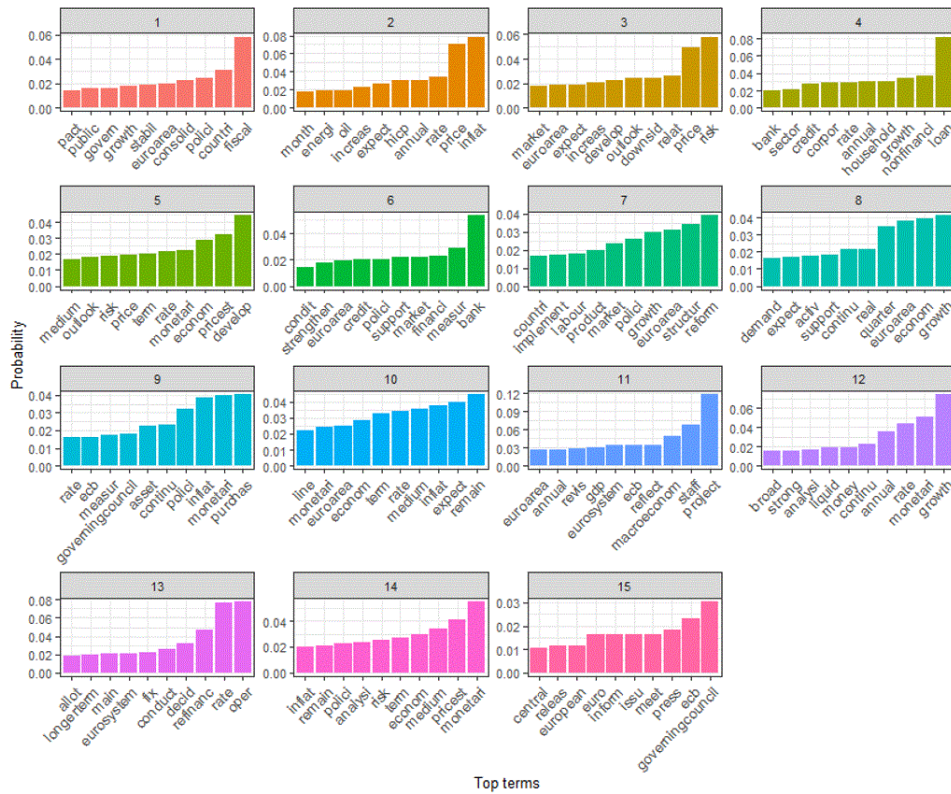 1 2 3 4
0.06 0.06 0.06 0.08
0.04 0.04 0.04 0.06
0.02 0.02 0.02 0.04
0.00 0.00 0.00 0.02
0.00
pact public govern growth stabil euroarea consolid polici countri fiscal
month energi oil increas expect hicp annual rate price inflat
market euroarea expect increas develop outlook downsid relat price risk
bank sector credit corpor rate annual household growth nonfinanci loan
5 6 7 8
0.04 0.04 0.04 0.04
0.03 0.02 0.03 0.03
0.02 0.00 0.02 0.02
0.01 0.01 0.01
0.00 0.00 0.00
medium outlook risk price term rate monetari econom pricest develop
condit strengthen euroarea credit polici support market financi measur bank
countri implement labour product market polici growth euroarea structur reform
demand expect activ support continu real quarter euroarea econom growth
Probability
9 10 11 12
0.04 0.04 0.12 0.06
0.03 0.03 0.09 0.04
0.02 0.02 0.06 0.02
0.01 0.01 0.03 0.00
0.00 0.00 0.00
rate ecb measur governingcouncil asset continu polici inflat monetari purchas
line monetari euroarea econom term rate medium inflat expect remain
euroarea annual revis gdp eurosystem ecb reflect macroeconom staff project
broad strong analysi liquid money continu annual rate monetari growth
13 14 15
0.08 0.04 0.03
0.06 0.02 0.02
0.04 0.00 0.01
0.02 0.00
0.00
allot longerterm main eurosystem fix conduct decid refinanc rate oper
inflat remain polici analysi risk term econom medium pricest monetari
central releas european euro inform issu meet press ecb governingcouncil
Top terms